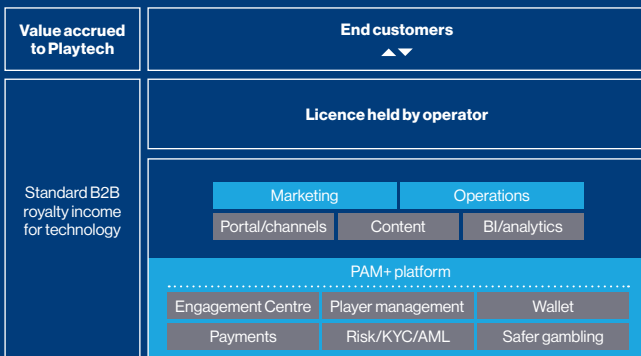 Value accrued
to Playtech
End customers
Licence held by operator
Standard B2B
royalty income
for technology
Marketing
Operations
Portal/channels
Content
BI/analytics
PAM+ platform
Engagement Centre
Player management
Wallet
Payments
Risk/KYC/AML
Safer gambling